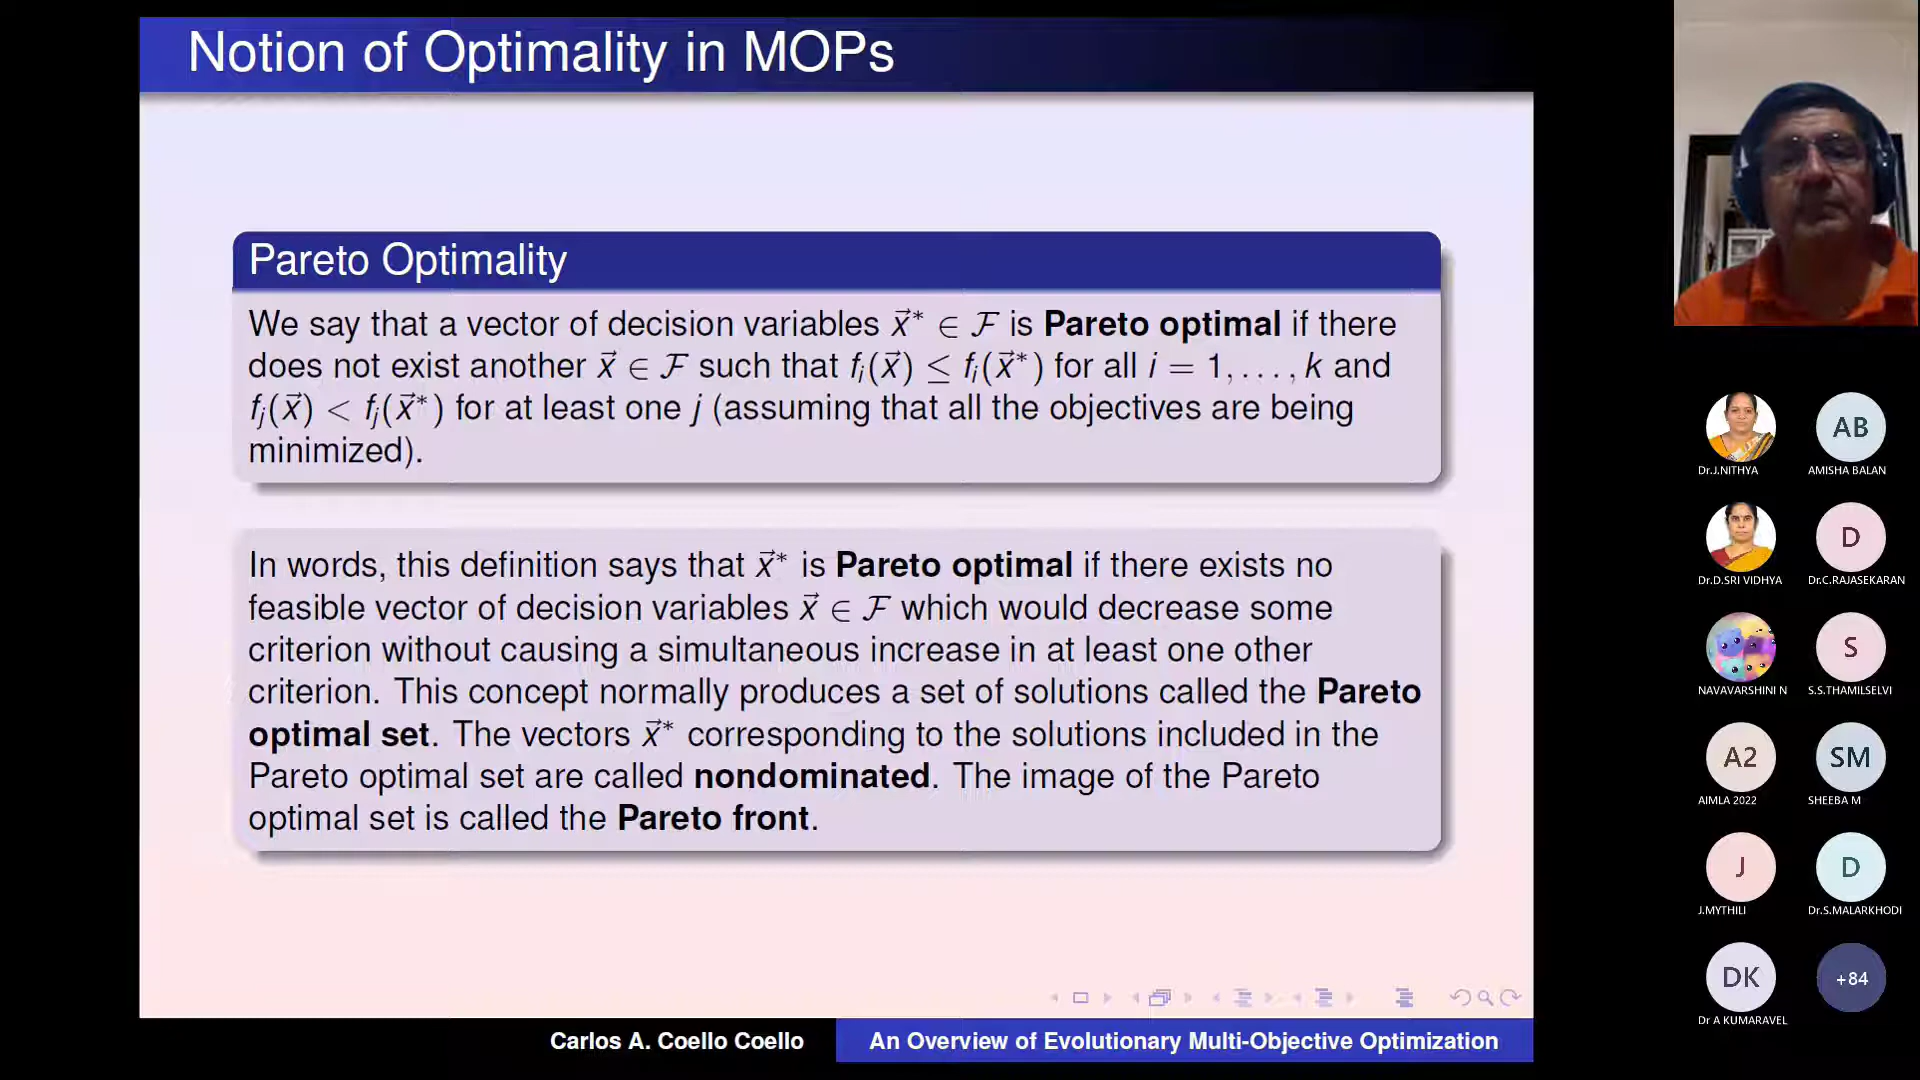 Notion of Optimality in MOPs
Pareto Optimality
We say that a vector of decision variables x⃗* ∈ ℱ is Pareto optimal if there
does not exist another x⃗ ∈ ℱ such that fᵢ(x⃗) ≤ fᵢ(x⃗*) for all i = 1, . . . , k and
fⱼ(x⃗) < fⱼ(x⃗*) for at least one j (assuming that all the objectives are being
minimized).
In words, this definition says that x⃗* is Pareto optimal if there exists no
feasible vector of decision variables x⃗ ∈ ℱ which would decrease some
criterion without causing a simultaneous increase in at least one other
criterion. This concept normally produces a set of solutions called the Pareto
optimal set. The vectors x⃗* corresponding to the solutions included in the
Pareto optimal set are called nondominated. The image of the Pareto
optimal set is called the Pareto front.
Carlos A. Coello Coello
An Overview of Evolutionary Multi-Objective Optimization
AB
Dr.J.NITHYA
AMISHA BALAN
D
Dr.D.SRI VIDHYA
Dr.C.RAJASEKARAN
S
NAVAVARSHINI N
S.S.THAMILSELVI
A2
SM
AIMLA 2022
SHEEBA M
J
D
J.MYTHILI
Dr.S.MALARKHODI
DK
+84
Dr A KUMARAVEL